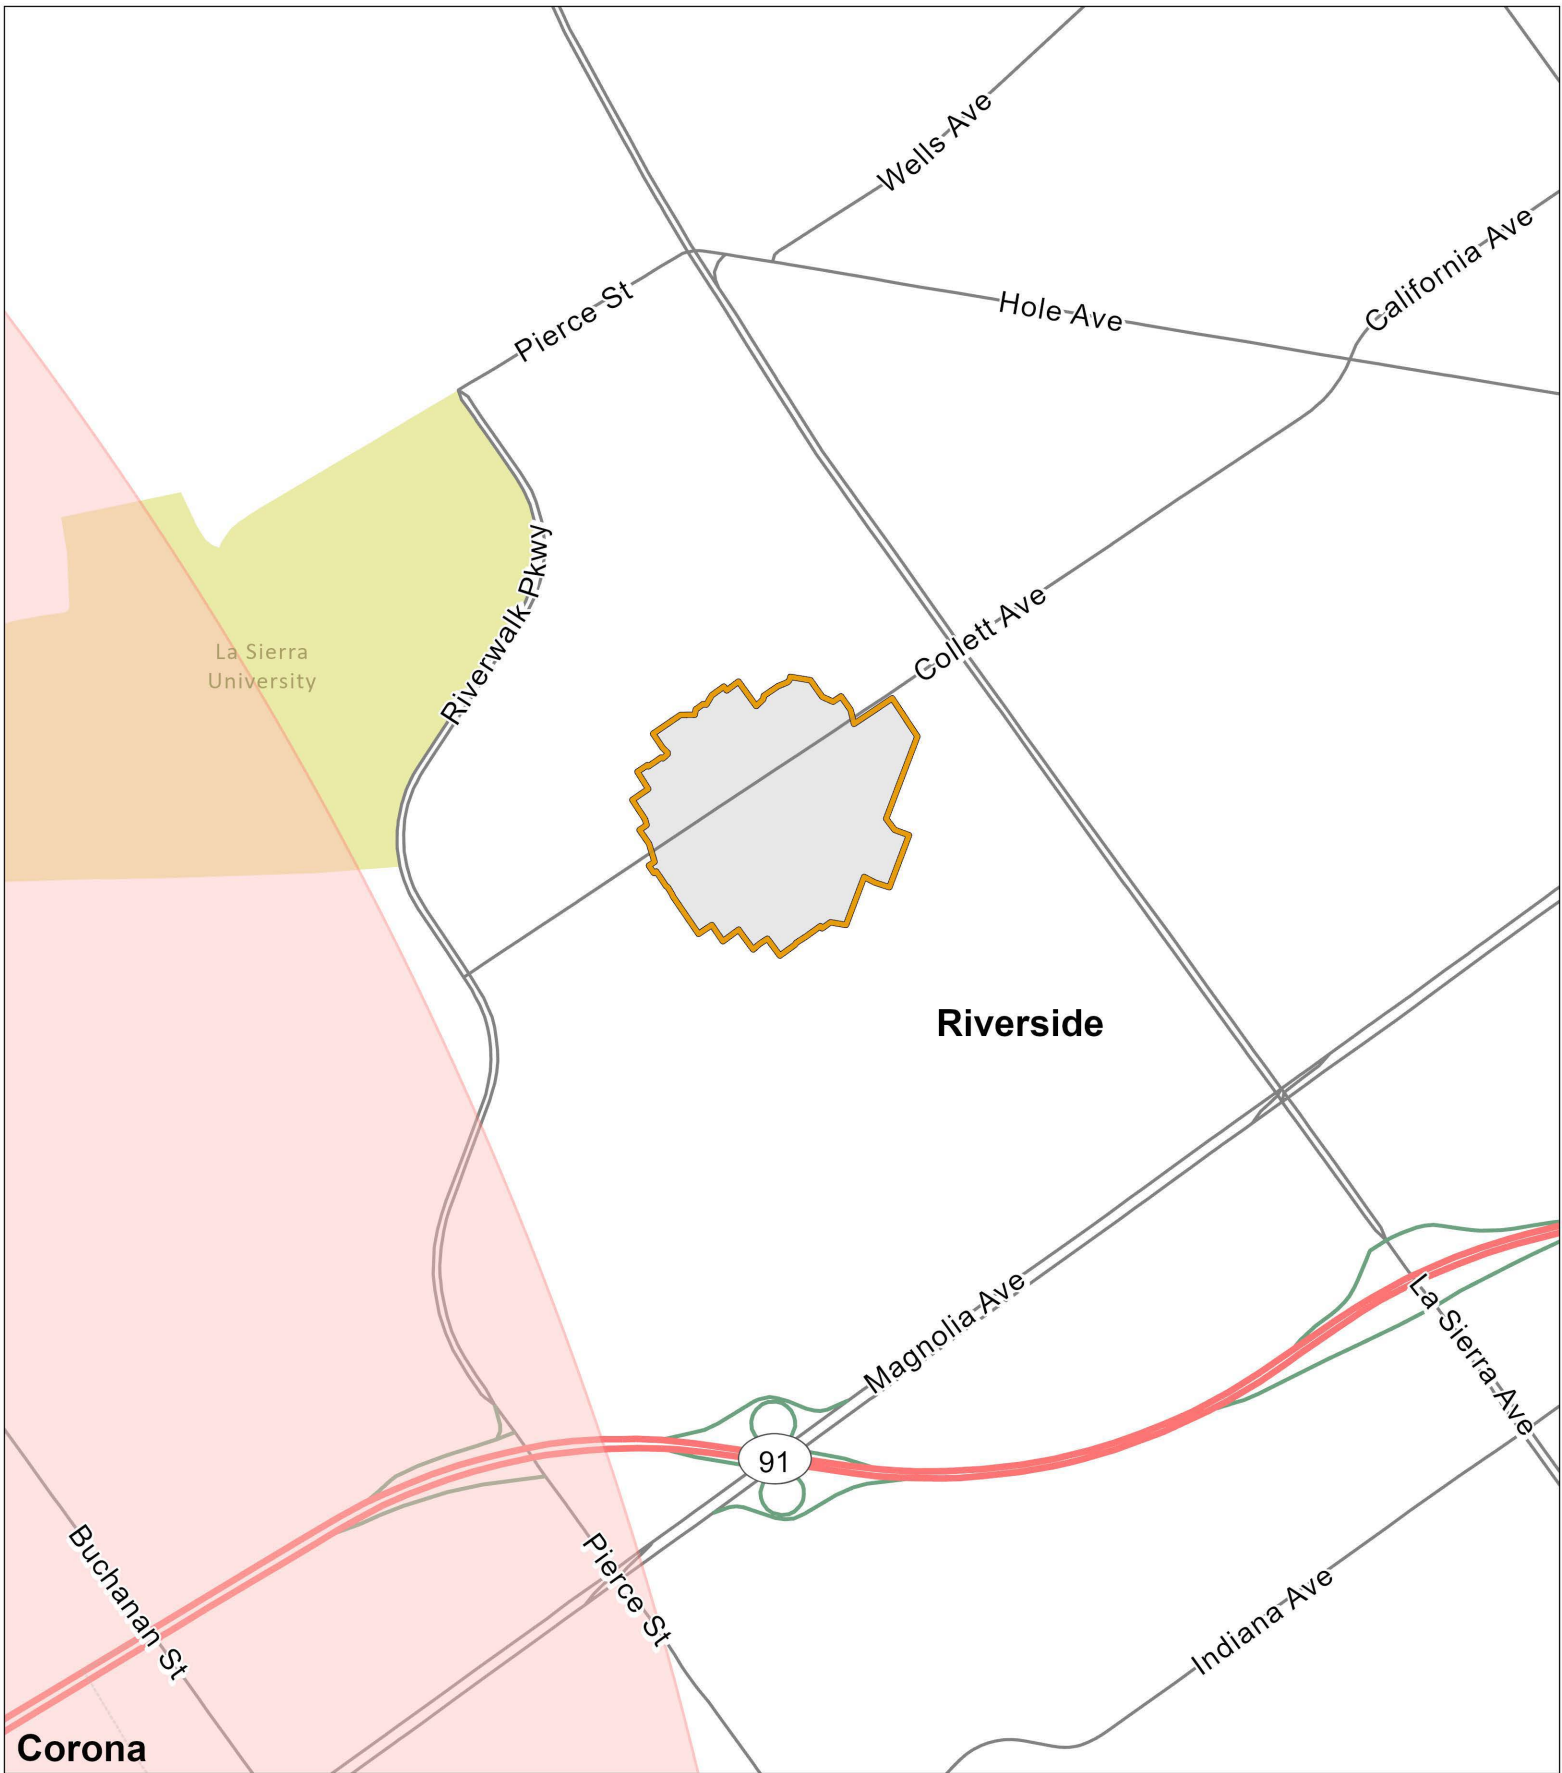 Wells Ave
California Ave
Pierce St
Hole Ave
Riverwalk Pkwy
Collett Ave
La Sierra
University
Riverside
Magnolia Ave
La Sierra Ave
91
Buchanan St
Pierce St
Indiana Ave
Corona